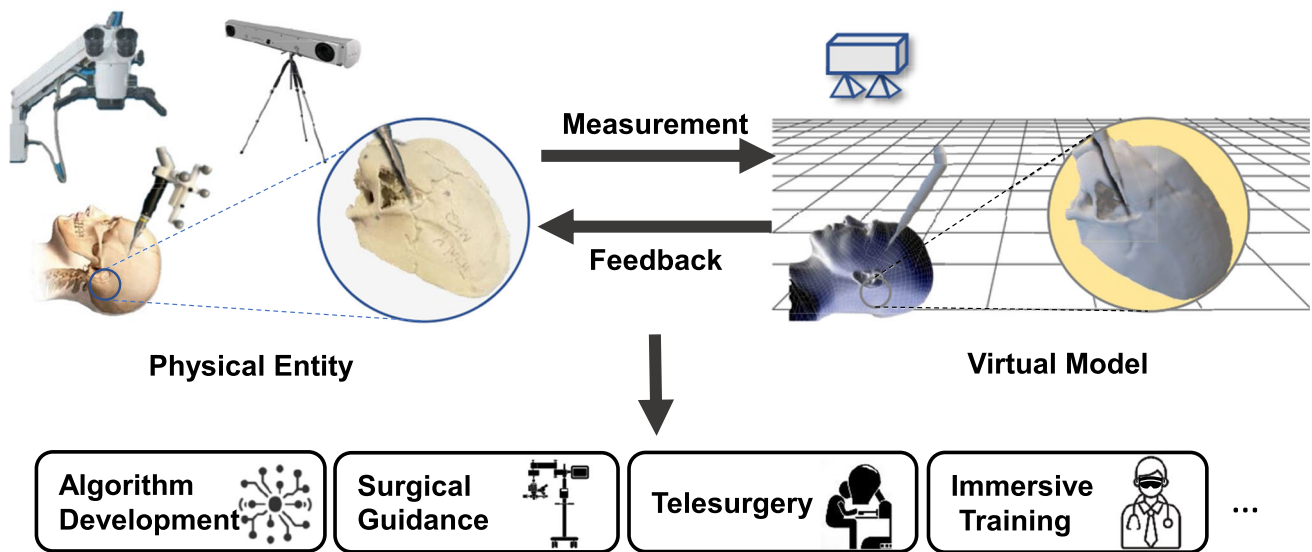 Measurement
Feedback
Physical Entity
Virtual Model
Algorithm
Development
Surgical
Guidance
Telesurgery
Immersive
Training
...